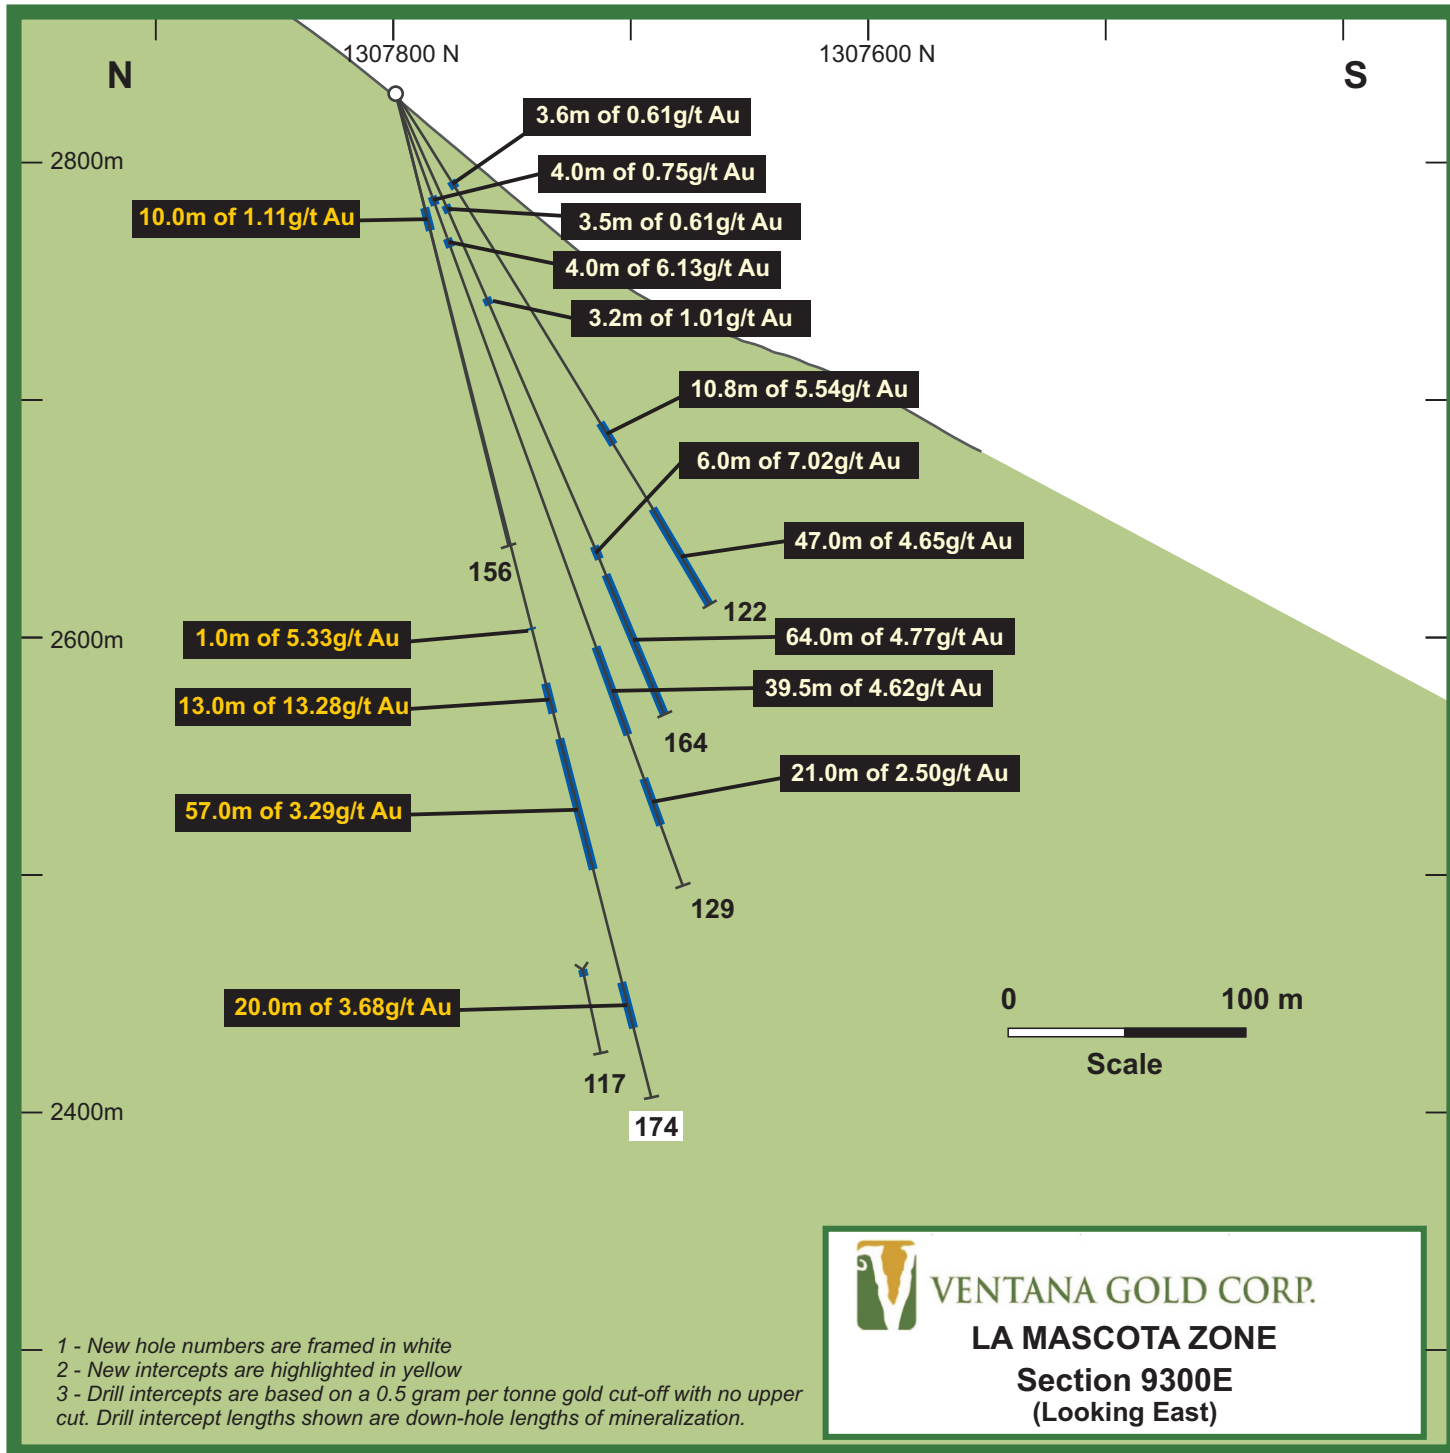 1307800 N
1307600 N
N
S
3.6m of 0.61g/t Au
2800m
4.0m of 0.75g/t Au
10.0m of 1.11g/t Au
3.5m of 0.61g/t Au
4.0m of 6.13g/t Au
3.2m of 1.01g/t Au
10.8m of 5.54g/t Au
6.0m of 7.02g/t Au
47.0m of 4.65g/t Au
156
122
2600m
1.0m of 5.33g/t Au
64.0m of 4.77g/t Au
39.5m of 4.62g/t Au
13.0m of 13.28g/t Au
164
21.0m of 2.50g/t Au
57.0m of 3.29g/t Au
129
20.0m of 3.68g/t Au
0
100 m
Scale
117
2400m
174
VENTANA GOLD CORP.
LA MASCOTA ZONE
Section 9300E
(Looking East)
1 - New hole numbers are framed in white
2 - New intercepts are highlighted in yellow
3 - Drill intercepts are based on a 0.5 gram per tonne gold cut-off with no upper
cut. Drill intercept lengths shown are down-hole lengths of mineralization.